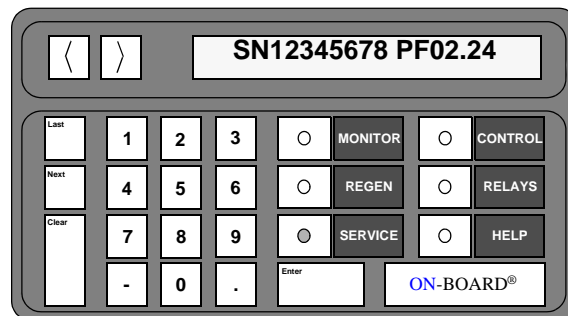 〈 〉 SN12345678 PF02.24
Last 1 2 3 MONITOR CONTROL
Next 4 5 6 REGEN RELAYS
Clear 7 8 9 SERVICE HELP
- 0 . Enter ON-BOARD®